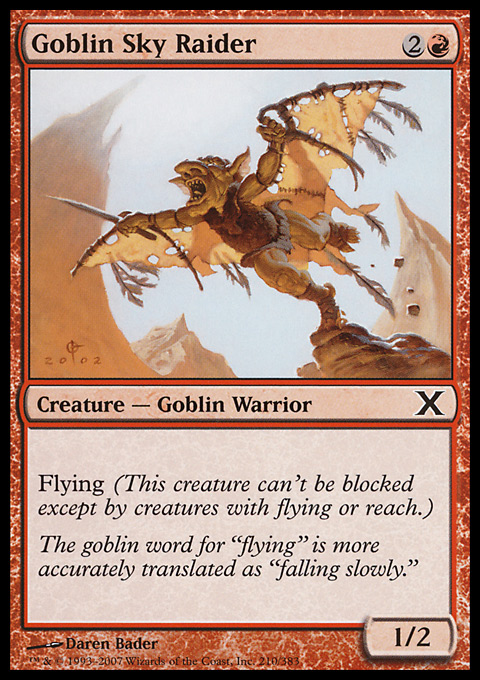 Goblin Sky Raider 2
2002
Creature — Goblin Warrior X
Flying (This creature can't be blocked
except by creatures with flying or reach.)
The goblin word for “flying” is more
accurately translated as “falling slowly.”
1/2
Daren Bader
™ & © 1993–2007 Wizards of the Coast, Inc. 210/383